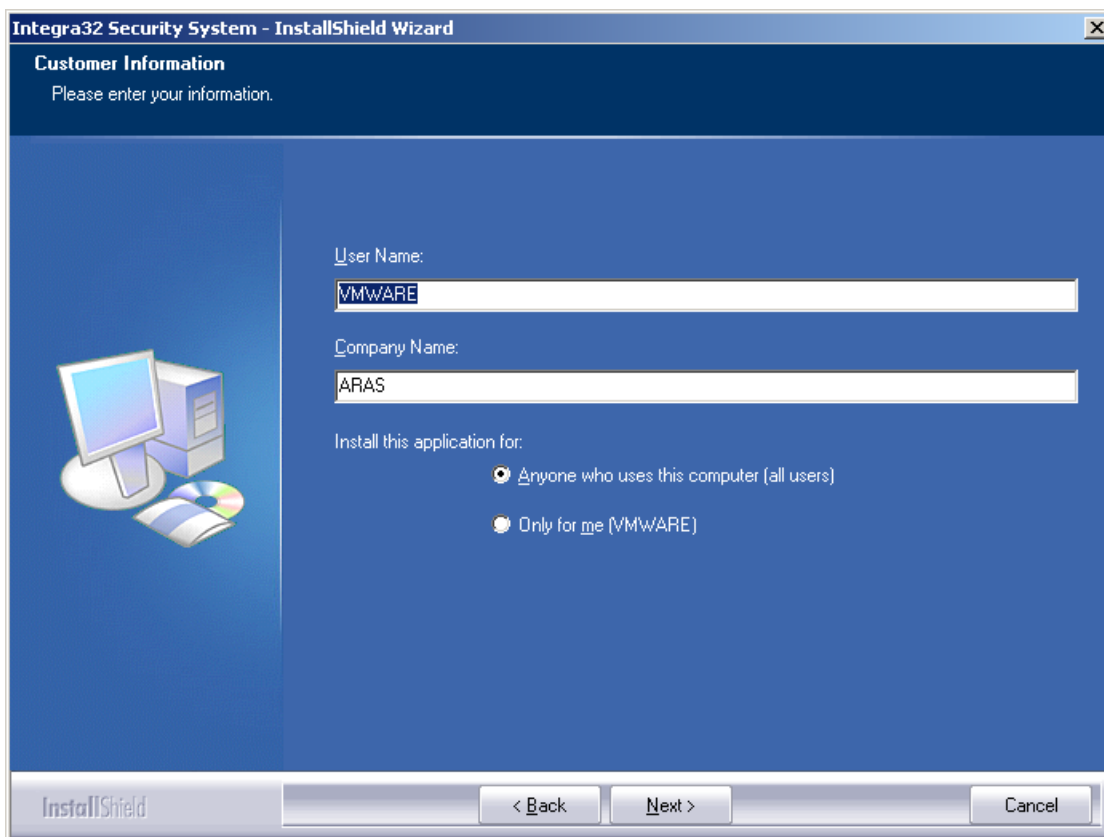 Integra32 Security System - InstallShield Wizard
Customer Information
Please enter your information.
User Name:
VMWARE
Company Name:
ARAS
Install this application for:
Anyone who uses this computer (all users)
Only for me (VMWARE)
InstallShield
< Back
Next >
Cancel